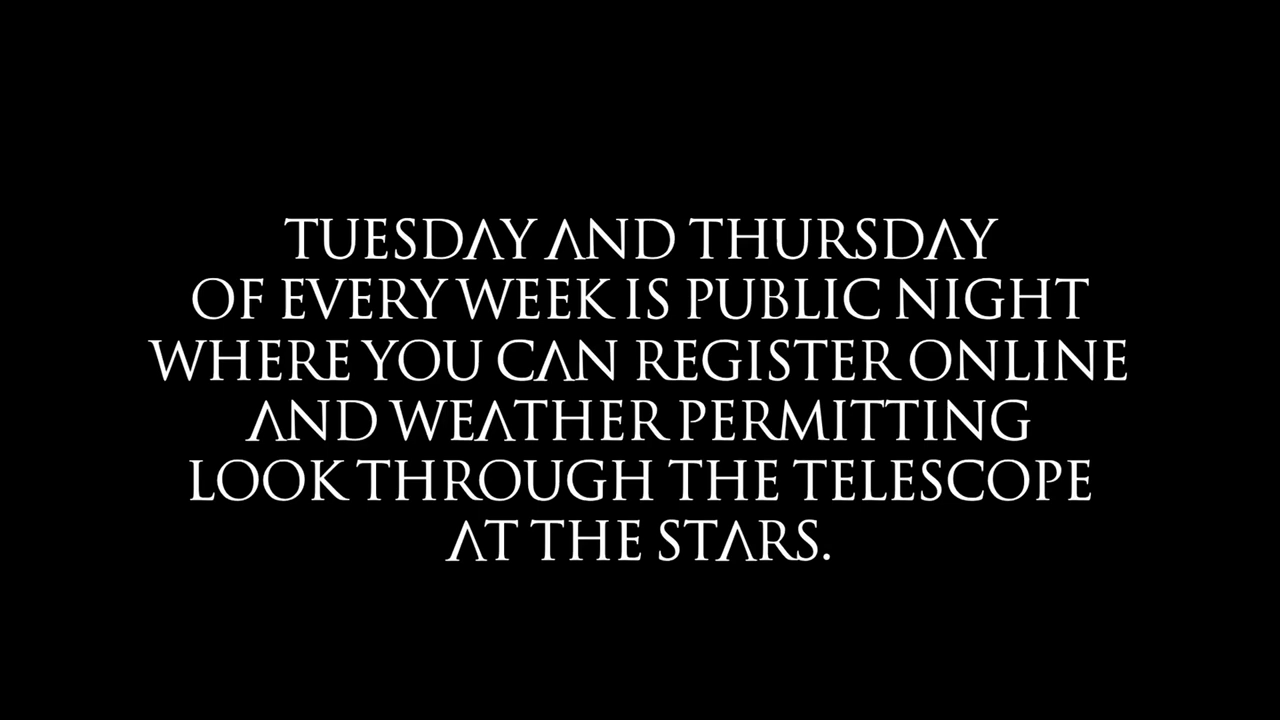 TUESDAY AND THURSDAY
OF EVERY WEEK IS PUBLIC NIGHT
WHERE YOU CAN REGISTER ONLINE
AND WEATHER PERMITTING
LOOK THROUGH THE TELESCOPE
AT THE STARS.